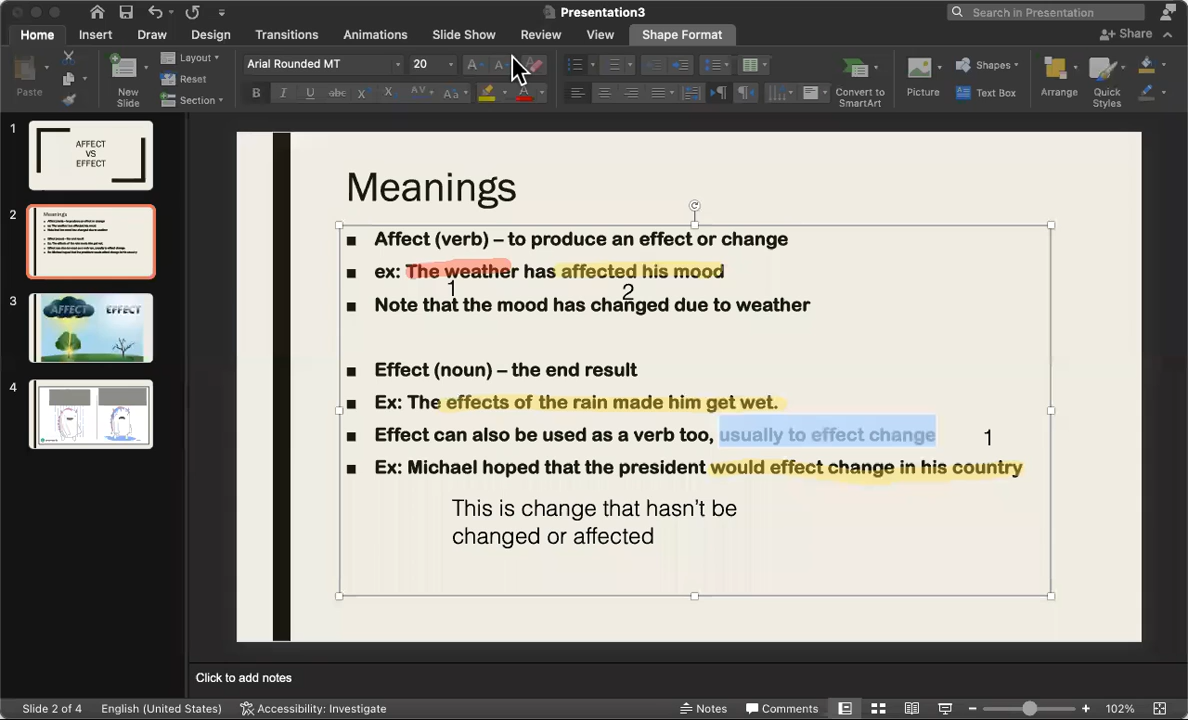 Presentation3
Search in Presentation
Home Insert Draw Design Transitions Animations Slide Show Review View Shape Format
Share
Paste
New
Slide
Layout
Reset
Section
Arial Rounded MT 20
Convert to
SmartArt
Picture
Shapes
Text Box
Arrange
Quick
Styles
1
AFFECT
VS
EFFECT
2
Meanings
3
AFFECT EFFECT
4
Meanings
Affect (verb) – to produce an effect or change
ex: The weather has affected his mood
1 2
Note that the mood has changed due to weather
Effect (noun) – the end result
Ex: The effects of the rain made him get wet.
Effect can also be used as a verb too, usually to effect change 1
Ex: Michael hoped that the president would effect change in his country
This is change that hasn't be
changed or affected
Click to add notes
Slide 2 of 4 English (United States) Accessibility: Investigate Notes Comments 102%